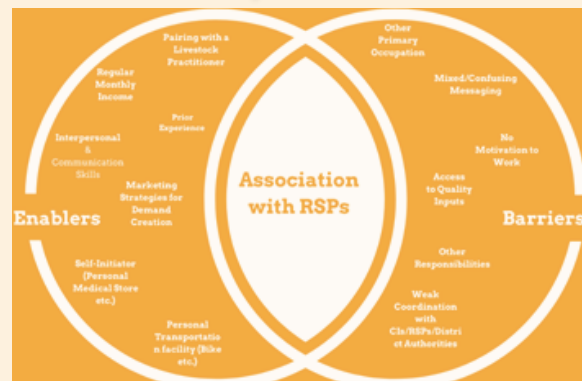 Pairing with a
Livestock
Practitioner
Regular
Monthly
Income
Prior
Experience
Interpersonal
&
Communication
Skills
Marketing
Strategies for
Demand
Creation
Enablers
Self-Initiator
(Personal
Medical Store
etc.)
Personal
Transportatio
n facility (Bike
etc.)
Association
with RSPs
Other
Primary
Occupation
Mixed/Confusing
Messaging
No
Motivation to
Work
Access
to Quality
Inputs
Barriers
Other
Responsibilities
Weak
Coordination
with
CIs/RSPs/Distri
ct Authorities